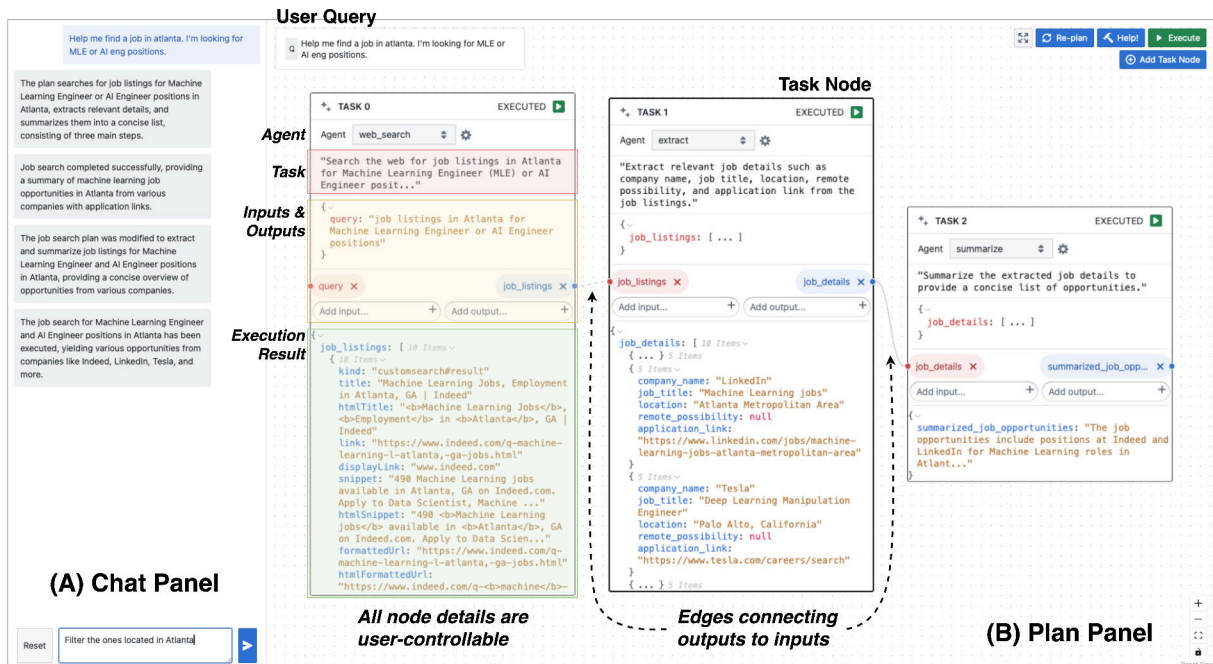 User Query
Help me find a job in atlanta. I'm looking for
MLE or AI eng positions.
The plan searches for job listings for Machine
Learning Engineer or AI Engineer positions in
Atlanta, extracts relevant details, and
summarizes them into a concise list,
consisting of three main steps.
Job search completed successfully, providing
a summary of machine learning job
opportunities in Atlanta from various
companies with application links.
The job search plan was modified to extract
and summarize job listings for Machine
Learning Engineer and AI Engineer positions
in Atlanta, providing a concise overview of
opportunities from various companies.
The job search for Machine Learning Engineer
and AI Engineer positions in Atlanta has been
executed, yielding various opportunities from
companies like Indeed, LinkedIn, Tesla, and
more.
(A) Chat Panel
Reset
Filter the ones located in Atlanta
Q Help me find a job in atlanta. I'm looking for MLE or
AI eng positions.
Re-plan
Help!
Execute
Add Task Node
Agent
Task
Inputs &
Outputs
Execution
Result
TASK 0 EXECUTED
Agent web_search
"Search the web for job listings in Atlanta
for Machine Learning Engineer (MLE) or AI
Engineer posit..."
{
query: "job listings in Atlanta for
Machine Learning Engineer or AI Engineer
positions"
}
query × job_listings ×
Add input... + Add output... +
{
job_listings: [ 10 Items
{ 10 Items
kind: "customsearch#result"
title: "Machine Learning Jobs, Employment
in Atlanta, GA | Indeed"
htmlTitle: "<b>Machine Learning Jobs</b>,
<b>Employment</b> in <b>Atlanta</b>, GA |
Indeed"
link: "https://www.indeed.com/q-machine-
learning-l-atlanta,-ga-jobs.html"
displayLink: "www.indeed.com"
snippet: "490 Machine Learning jobs
available in Atlanta, GA on Indeed.com.
Apply to Data Scientist, Machine ..."
htmlSnippet: "490 <b>Machine Learning
jobs</b> available in <b>Atlanta</b>, GA
on Indeed.com. Apply to Data Scien..."
formattedUrl: "https://www.indeed.com/q-
machine-learning-l-atlanta,-ga-jobs.html"
htmlFormattedUrl:
"https://www.indeed.com/q-<b>machine</b>-
All node details are
user-controllable
Task Node
TASK 1 EXECUTED
Agent extract
"Extract relevant job details such as
company name, job title, location, remote
possibility, and application link from the
job listings."
{
job_listings: [ ... ]
}
job_listings × job_details ×
Add input... + Add output... +
{
job_details: [ 10 Items
{ ... } 5 Items
{ 5 Items
company_name: "LinkedIn"
job_title: "Machine Learning jobs"
location: "Atlanta Metropolitan Area"
remote_possibility: null
application_link:
"https://www.linkedin.com/jobs/machine-
learning-jobs-atlanta-metropolitan-area"
}
{ 5 Items
company_name: "Tesla"
job_title: "Deep Learning Manipulation
Engineer"
location: "Palo Alto, California"
remote_possibility: null
application_link:
"https://www.tesla.com/careers/search"
}
{ ... } 5 Items
Edges connecting
outputs to inputs
TASK 2 EXECUTED
Agent summarize
"Summarize the extracted job details to
provide a concise list of opportunities."
{
job_details: [ ... ]
}
job_details × summarized_job_opp... ×
Add input... + Add output... +
{
summarized_job_opportunities: "The job
opportunities include positions at Indeed and
LinkedIn for Machine Learning roles in
Atlant..."
}
(B) Plan Panel